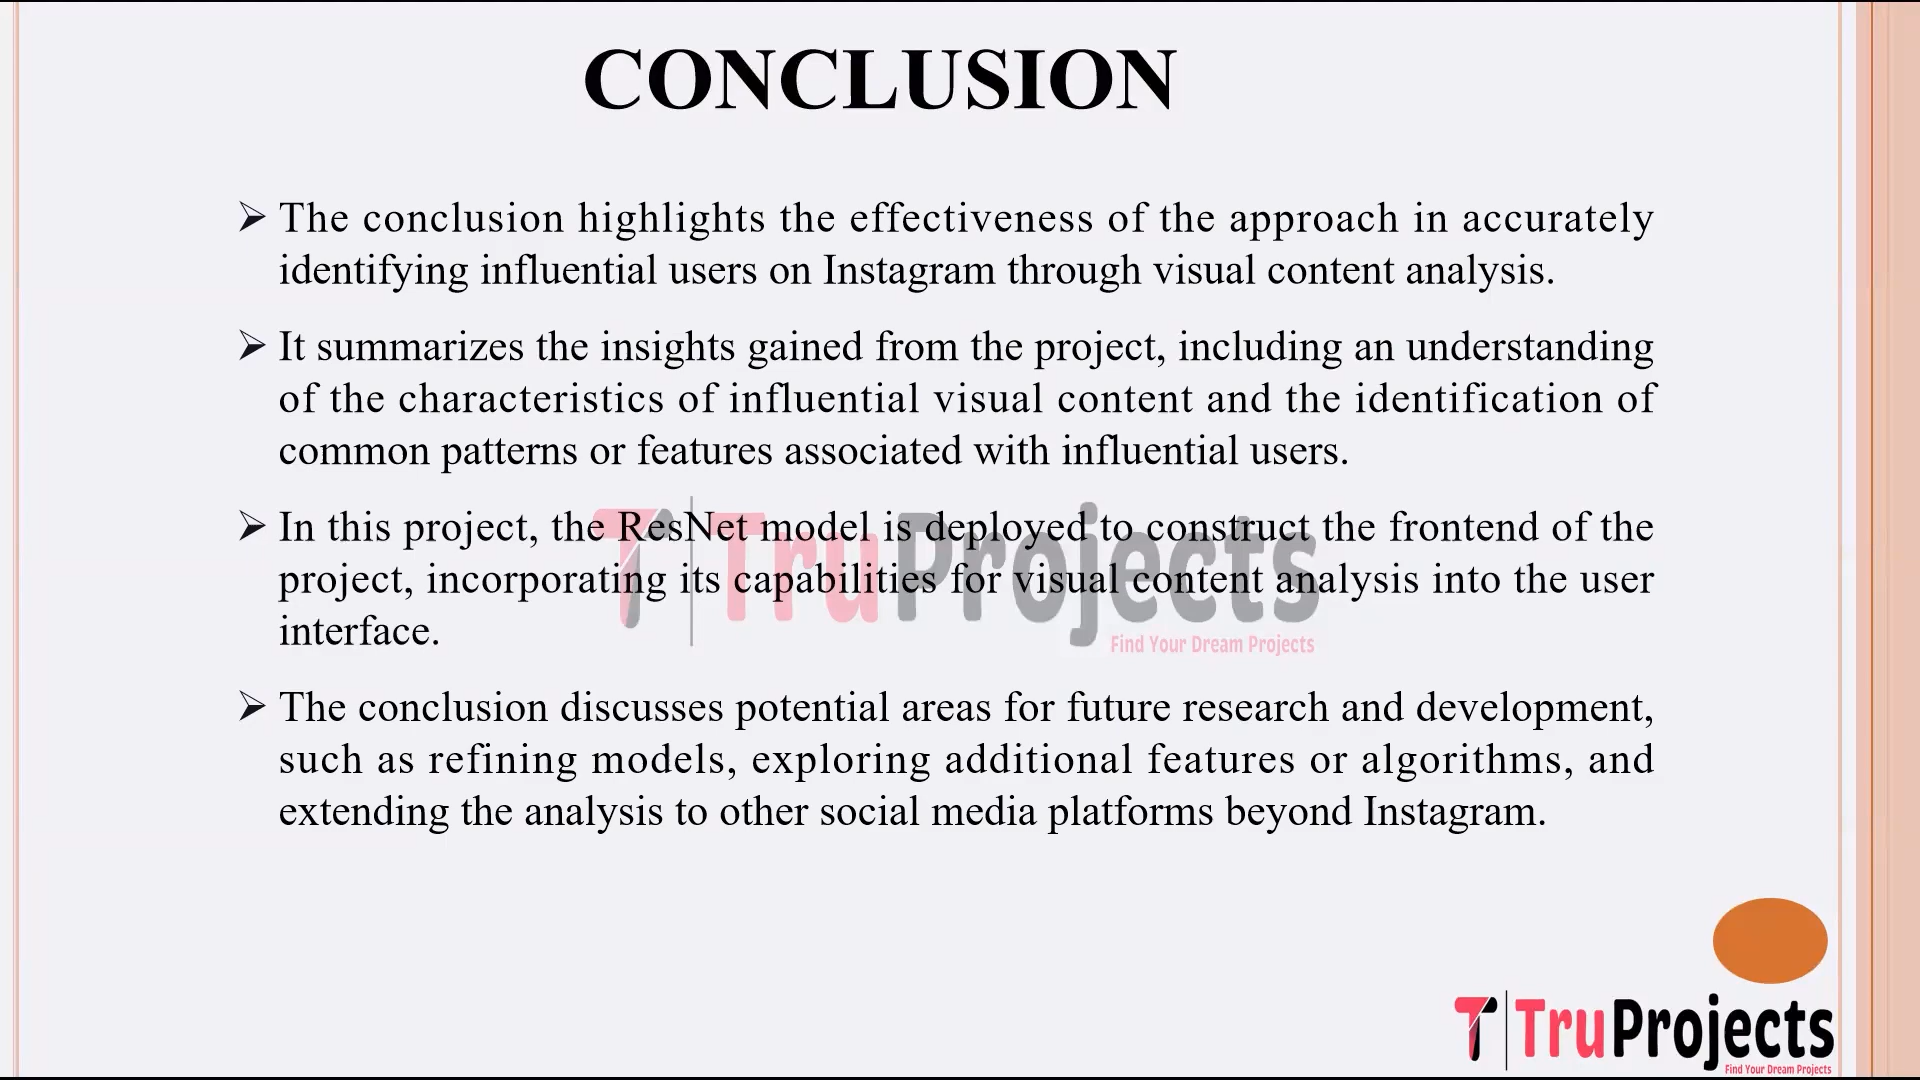 CONCLUSION
➢ The conclusion highlights the effectiveness of the approach in accurately
identifying influential users on Instagram through visual content analysis.
➢ It summarizes the insights gained from the project, including an understanding
of the characteristics of influential visual content and the identification of
common patterns or features associated with influential users.
➢ In this project, the ResNet model is deployed to construct the frontend of the
project, incorporating its capabilities for visual content analysis into the user
interface.
TruProjects
Find Your Dream Projects
➢ The conclusion discusses potential areas for future research and development,
such as refining models, exploring additional features or algorithms, and
extending the analysis to other social media platforms beyond Instagram.
TruProjects
Find Your Dream Projects